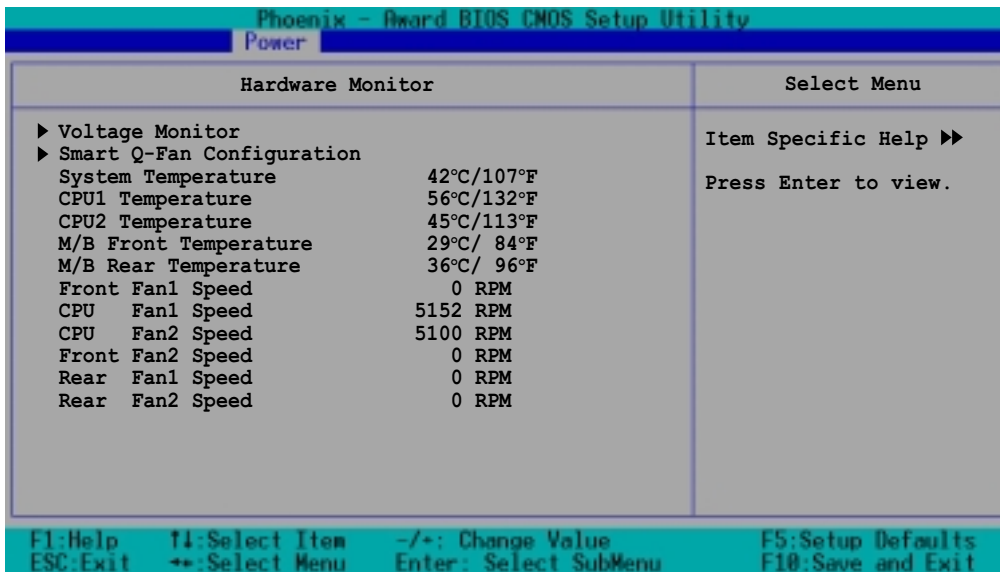 Phoenix - Award BIOS CMOS Setup Utility
Power
Hardware Monitor
Select Menu
▶ Voltage Monitor
▶ Smart Q-Fan Configuration
System Temperature 42°C/107°F
CPU1 Temperature 56°C/132°F
CPU2 Temperature 45°C/113°F
M/B Front Temperature 29°C/ 84°F
M/B Rear Temperature 36°C/ 96°F
Front Fan1 Speed 0 RPM
CPU Fan1 Speed 5152 RPM
CPU Fan2 Speed 5100 RPM
Front Fan2 Speed 0 RPM
Rear Fan1 Speed 0 RPM
Rear Fan2 Speed 0 RPM
Item Specific Help ▶▶
Press Enter to view.
F1:Help ↑↓:Select Item -/+: Change Value F5:Setup Defaults
ESC:Exit ←→:Select Menu Enter: Select SubMenu F10:Save and Exit